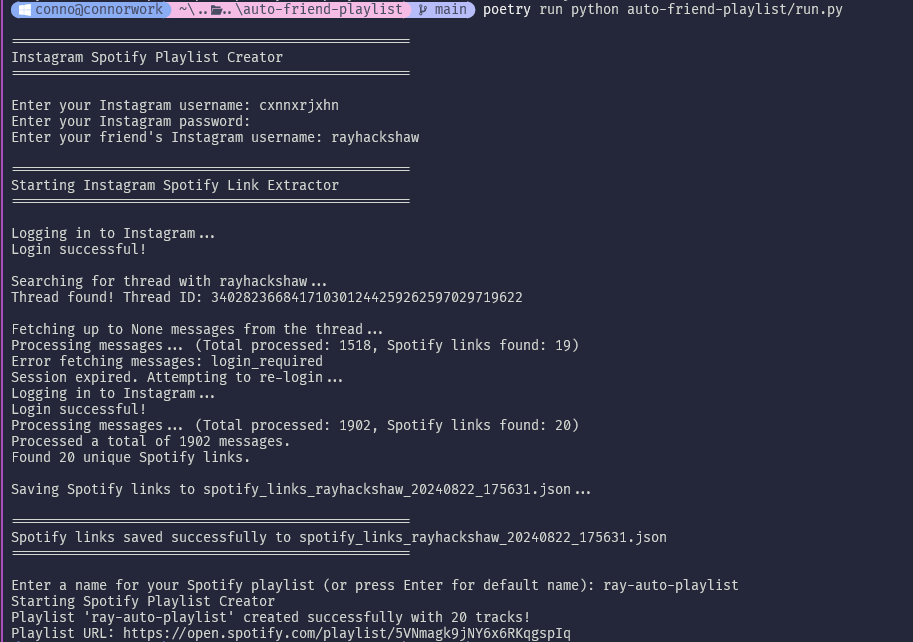 conno@connorwork ~\..\..\auto-friend-playlist main poetry run python auto-friend-playlist/run.py
Instagram Spotify Playlist Creator
Enter your Instagram username: cxnnxrjxhn
Enter your Instagram password:
Enter your friend's Instagram username: rayhackshaw
Starting Instagram Spotify Link Extractor
Logging in to Instagram...
Login successful!
Searching for thread with rayhackshaw...
Thread found! Thread ID: 340282366841710301244259262597029719622
Fetching up to None messages from the thread...
Processing messages... (Total processed: 1518, Spotify links found: 19)
Error fetching messages: login_required
Session expired. Attempting to re-login...
Logging in to Instagram...
Login successful!
Processing messages... (Total processed: 1902, Spotify links found: 20)
Processed a total of 1902 messages.
Found 20 unique Spotify links.
Saving Spotify links to spotify_links_rayhackshaw_20240822_175631.json...
Spotify links saved successfully to spotify_links_rayhackshaw_20240822_175631.json
Enter a name for your Spotify playlist (or press Enter for default name): ray-auto-playlist
Starting Spotify Playlist Creator
Playlist 'ray-auto-playlist' created successfully with 20 tracks!
Playlist URL: https://open.spotify.com/playlist/5VNmagk9jNY6x6RKqgspIq